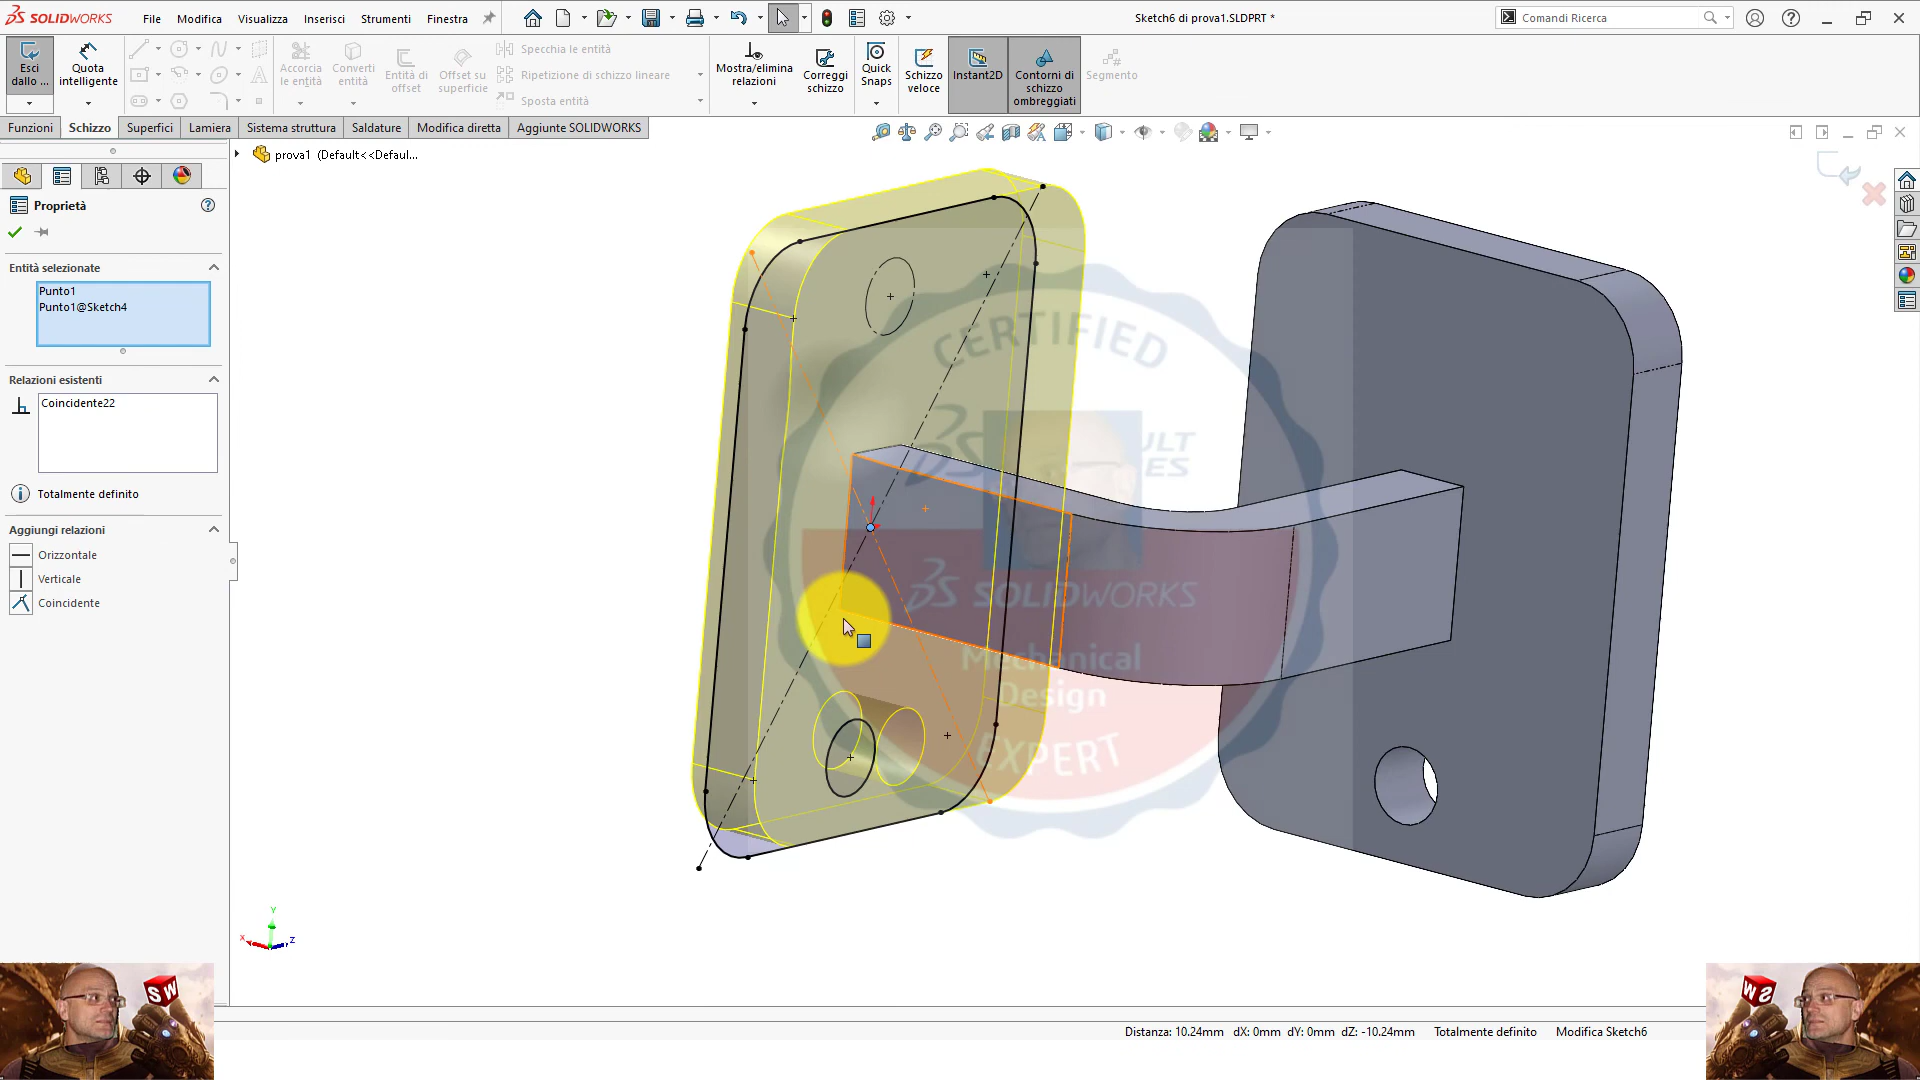 SOLIDWORKS
File Modifica Visualizza Inserisci Strumenti Finestra
Sketch6 di prova1.SLDPRT *
Comandi Ricerca
Esci dallo ...
Quota intelligente
Accorcia le entità
Converti entità
Entità di offset
Offset su superficie
Specchia le entità
Ripetizione di schizzo lineare
Sposta entità
Mostra/elimina relazioni
Correggi schizzo
Quick Snaps
Schizzo veloce
Instant2D
Contorni di schizzo ombreggiati
Segmento
Funzioni Schizzo Superfici Lamiera Sistema struttura Saldature Modifica diretta Aggiunte SOLIDWORKS
prova1 (Default<<Defaul...
Proprietà
Entità selezionate
Punto1
Punto1@Sketch4
Relazioni esistenti
Coincidente22
Totalmente definito
Aggiungi relazioni
Orizzontale
Verticale
Coincidente
CERTIFIED
SOLIDWORKS
Mechanical
Design
EXPERT
Y
X
Z
SW
SW
Distanza: 10.24mm dX: 0mm dY: 0mm dZ: -10.24mm Totalmente definito Modifica Sketch6